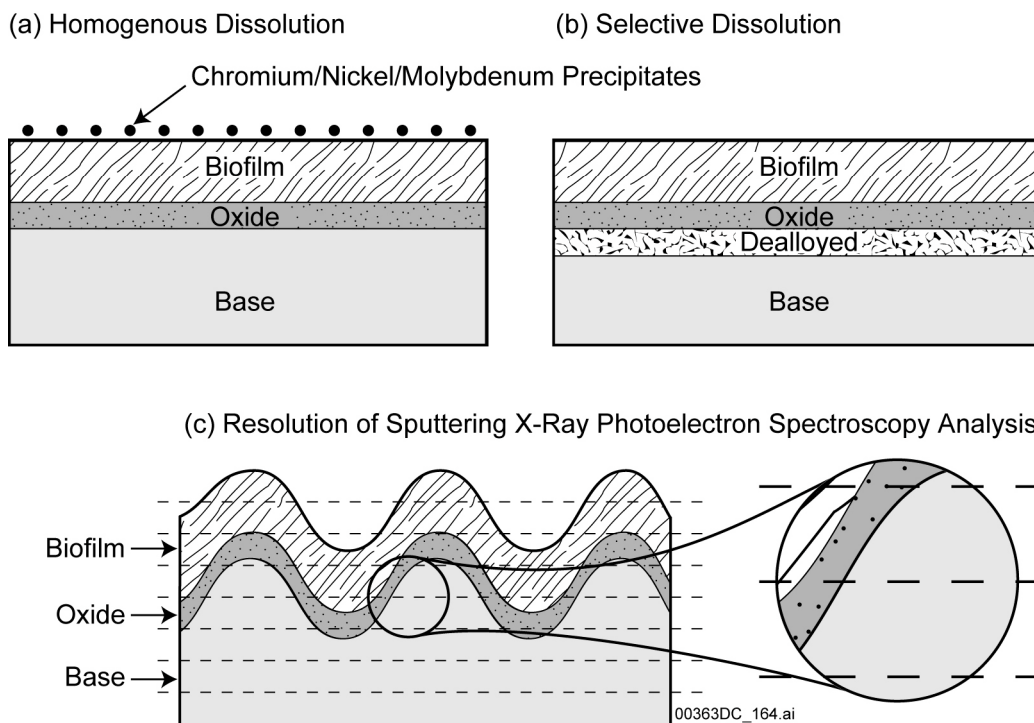 (a) Homogenous Dissolution
(b) Selective Dissolution
Chromium/Nickel/Molybdenum Precipitates
Biofilm
Oxide
Base
Biofilm
Oxide
Dealloyed
Base
(c) Resolution of Sputtering X-Ray Photoelectron Spectroscopy Analysis
Biofilm
Oxide
Base
00363DC_164.ai